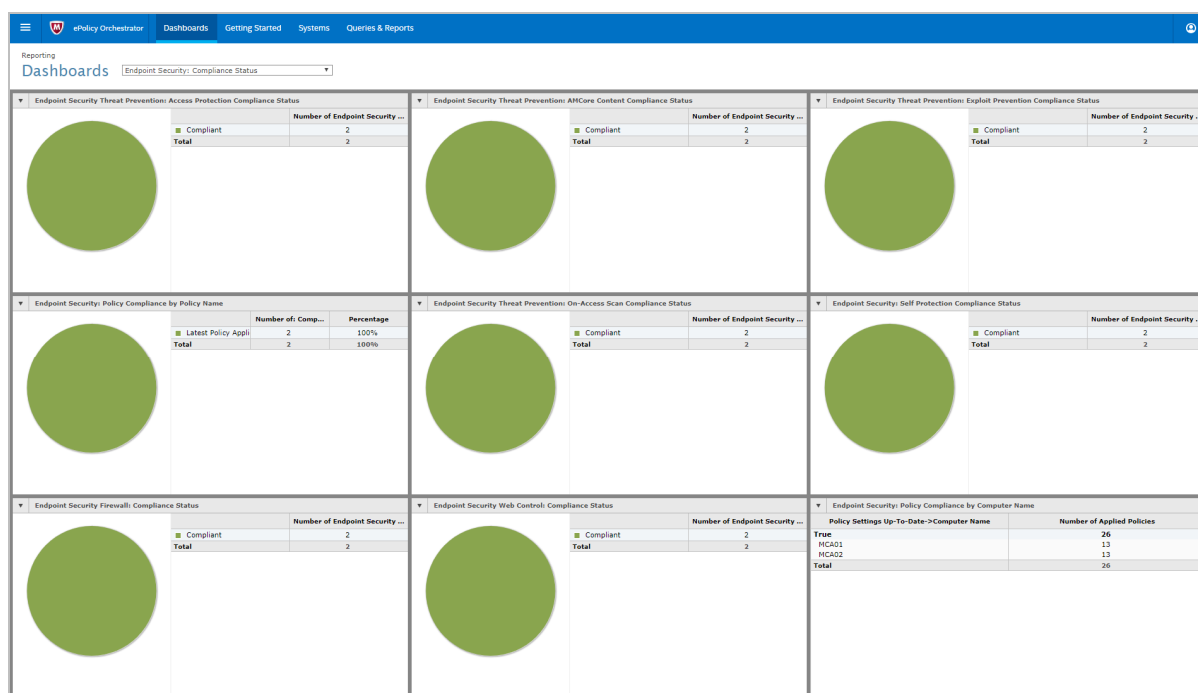 ePolicy Orchestrator Dashboards Getting Started Systems Queries & Reports
Reporting
Dashboards Endpoint Security: Compliance Status
Endpoint Security Threat Prevention: Access Protection Compliance Status
Number of Endpoint Security ...
Compliant 2
Total 2
Endpoint Security Threat Prevention: AMCore Content Compliance Status
Number of Endpoint Security ...
Compliant 2
Total 2
Endpoint Security Threat Prevention: Exploit Prevention Compliance Status
Number of Endpoint Security ...
Compliant 2
Total 2
Endpoint Security: Policy Compliance by Policy Name
Number of: Comp... Percentage
Latest Policy Appli 2 100%
Total 2 100%
Endpoint Security Threat Prevention: On-Access Scan Compliance Status
Number of Endpoint Security ...
Compliant 2
Total 2
Endpoint Security: Self Protection Compliance Status
Number of Endpoint Security ...
Compliant 2
Total 2
Endpoint Security Firewall: Compliance Status
Number of Endpoint Security ...
Compliant 2
Total 2
Endpoint Security Web Control: Compliance Status
Number of Endpoint Security ...
Compliant 2
Total 2
Endpoint Security: Policy Compliance by Computer Name
Policy Settings Up-To-Date->Computer Name Number of Applied Policies
True 26
MCA01 13
MCA02 13
Total 26